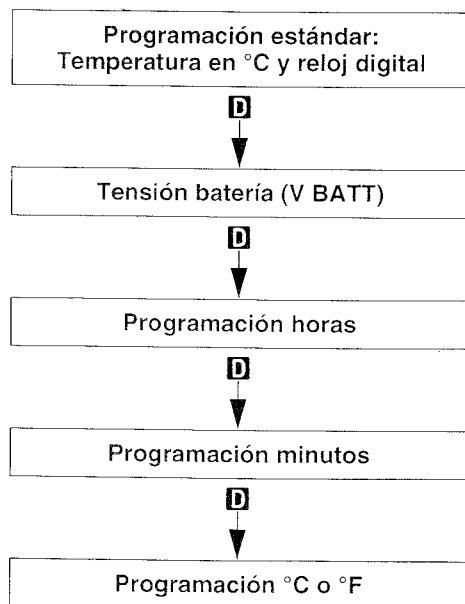 Programación estándar:
Temperatura en °C y reloj digital
D
Tensión batería (V BATT)
D
Programación horas
D
Programación minutos
D
Programación °C o °F